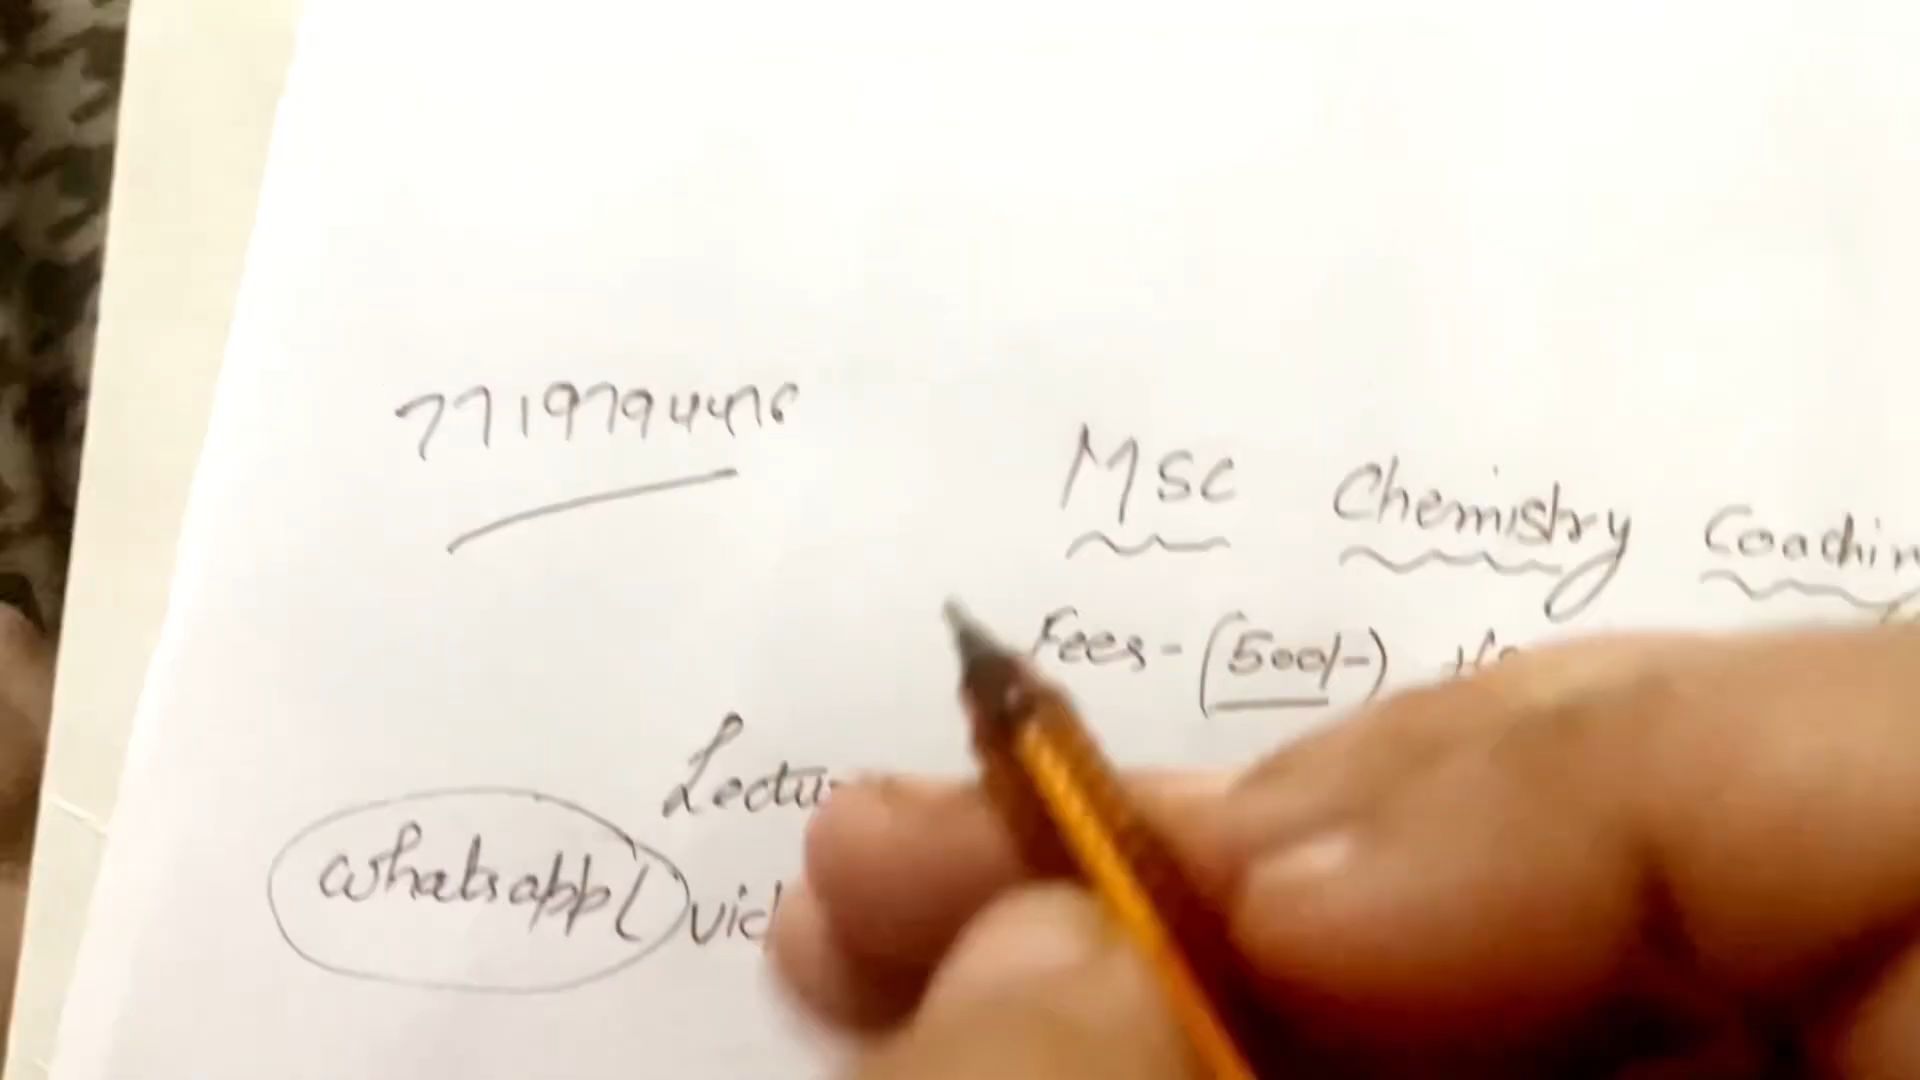 7719794476
MSC Chemistry Coachin
Fees - (500/-)
Lectu
whatsapp ( vid